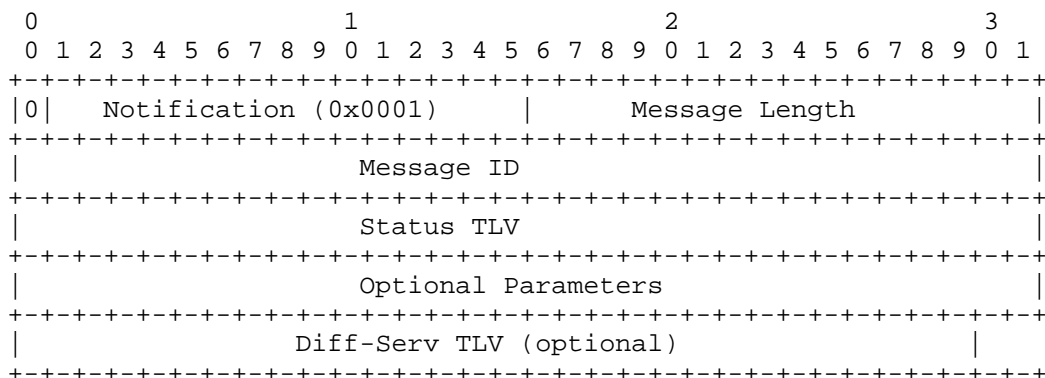 0                   1                   2                   3
 0 1 2 3 4 5 6 7 8 9 0 1 2 3 4 5 6 7 8 9 0 1 2 3 4 5 6 7 8 9 0 1
+-+-+-+-+-+-+-+-+-+-+-+-+-+-+-+-+-+-+-+-+-+-+-+-+-+-+-+-+-+-+-+-+
|0|   Notification (0x0001)     |      Message Length           |
+-+-+-+-+-+-+-+-+-+-+-+-+-+-+-+-+-+-+-+-+-+-+-+-+-+-+-+-+-+-+-+-+
|                     Message ID                                |
+-+-+-+-+-+-+-+-+-+-+-+-+-+-+-+-+-+-+-+-+-+-+-+-+-+-+-+-+-+-+-+-+
|                     Status TLV                                |
+-+-+-+-+-+-+-+-+-+-+-+-+-+-+-+-+-+-+-+-+-+-+-+-+-+-+-+-+-+-+-+-+
|                     Optional Parameters                       |
+-+-+-+-+-+-+-+-+-+-+-+-+-+-+-+-+-+-+-+-+-+-+-+-+-+-+-+-+-+-+-+-+
|                 Diff-Serv TLV (optional)                  |
+-+-+-+-+-+-+-+-+-+-+-+-+-+-+-+-+-+-+-+-+-+-+-+-+-+-+-+-+-+-+-+-+